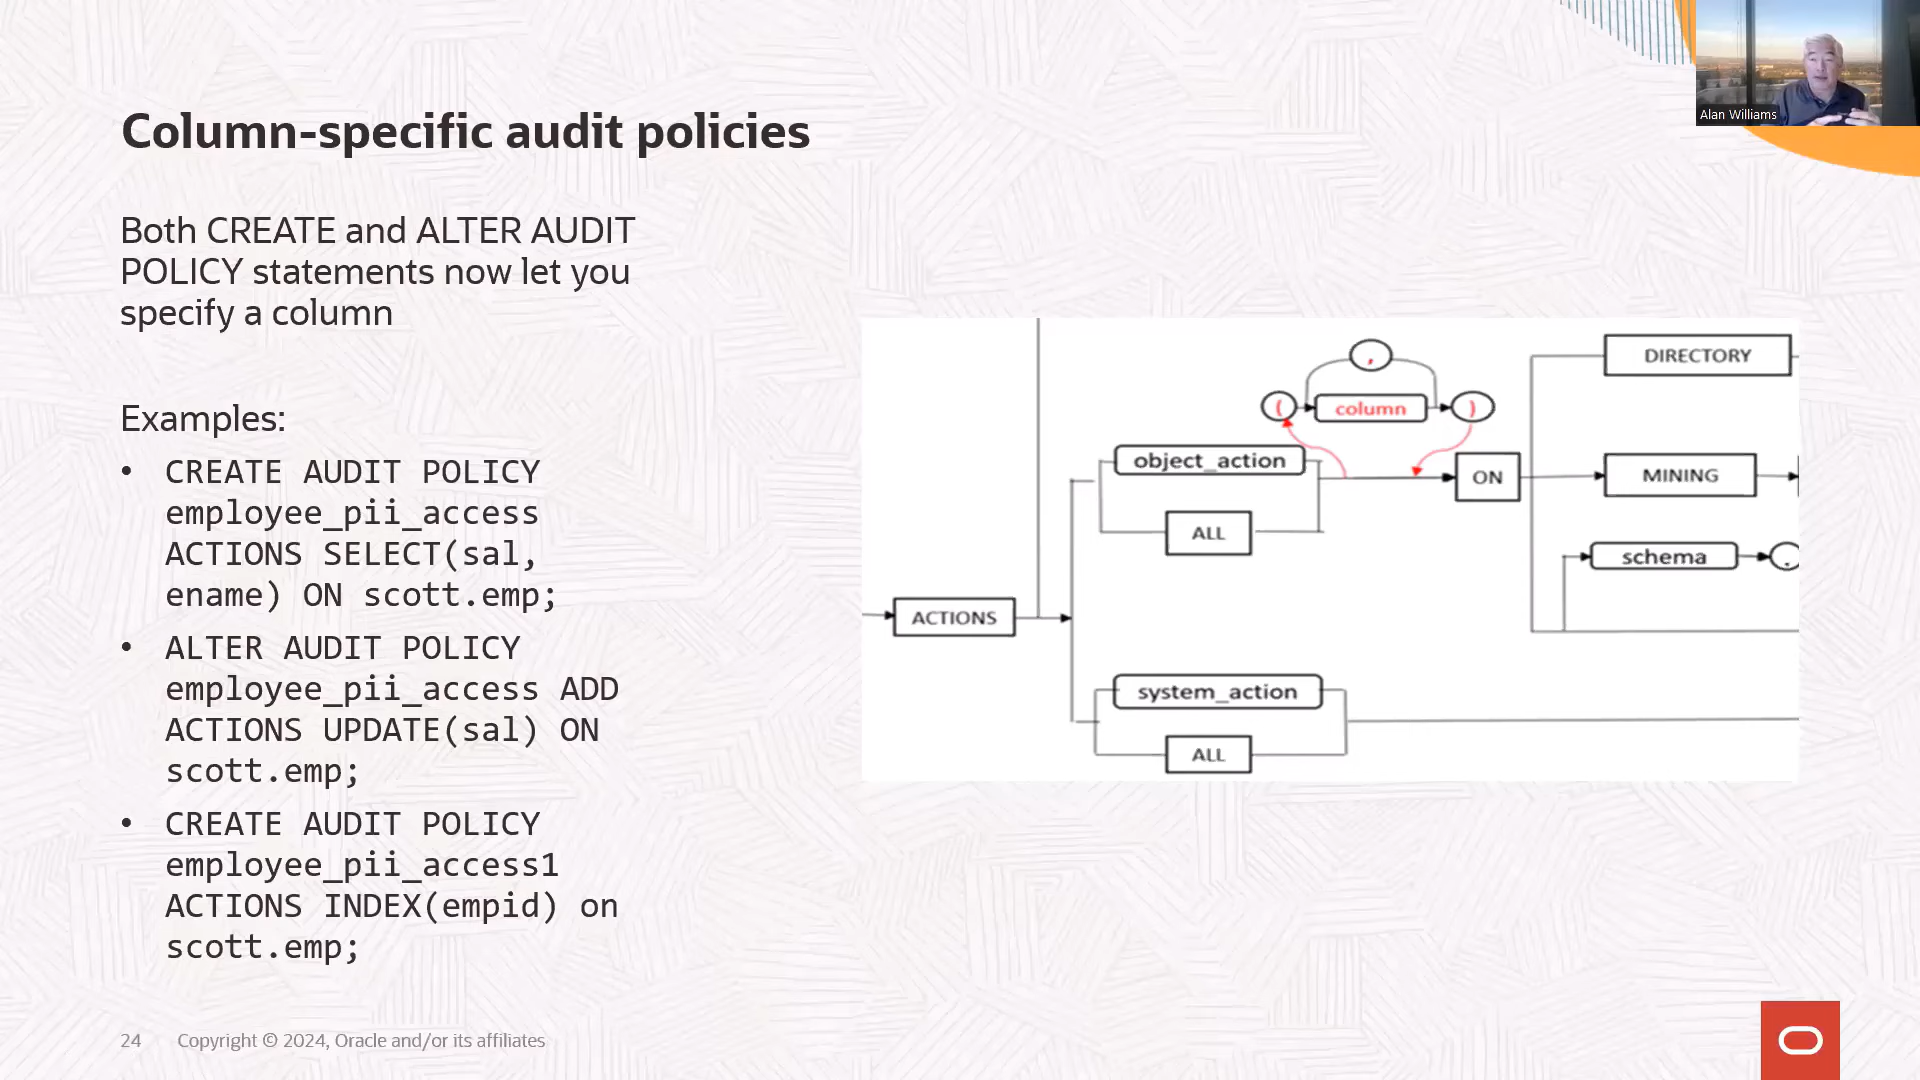 Alan Williams
Column-specific audit policies
Both CREATE and ALTER AUDIT
POLICY statements now let you
specify a column
Examples:
• CREATE AUDIT POLICY
employee_pii_access
ACTIONS SELECT(sal,
ename) ON scott.emp;
• ALTER AUDIT POLICY
employee_pii_access ADD
ACTIONS UPDATE(sal) ON
scott.emp;
• CREATE AUDIT POLICY
employee_pii_access1
ACTIONS INDEX(empid) on
scott.emp;
,
( column )
DIRECTORY
object_action
ON
MINING
ALL
schema .
ACTIONS
system_action
ALL
24 Copyright © 2024, Oracle and/or its affiliates